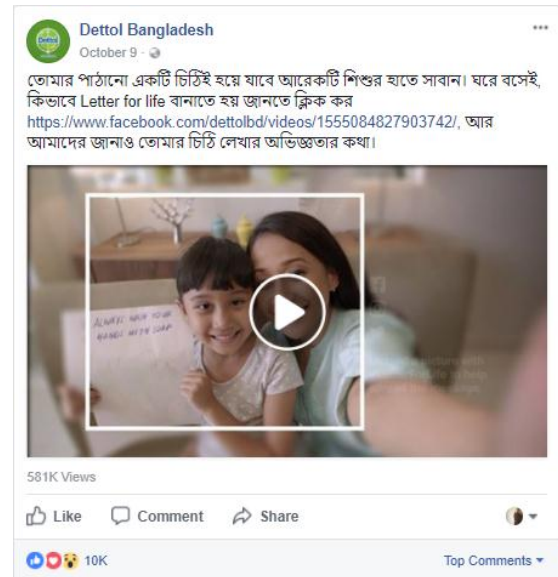 Dettol
Dettol Bangladesh
October 9
তোমার পাঠানো একটি চিঠিই হয়ে যাবে আরেকটি শিশুর হাতে সাবান। ঘরে বসেই,
কিভাবে Letter for life বানাতে হয় জানতে ক্লিক কর
https://www.facebook.com/dettolbd/videos/1555084827903742/, আর
আমাদের জানাও তোমার চিঠি লেখার অভিজ্ঞতার কথা।
ALWAYS WASH YOUR
HANDS WITH SOAP
581K Views
Like Comment Share
10K Top Comments